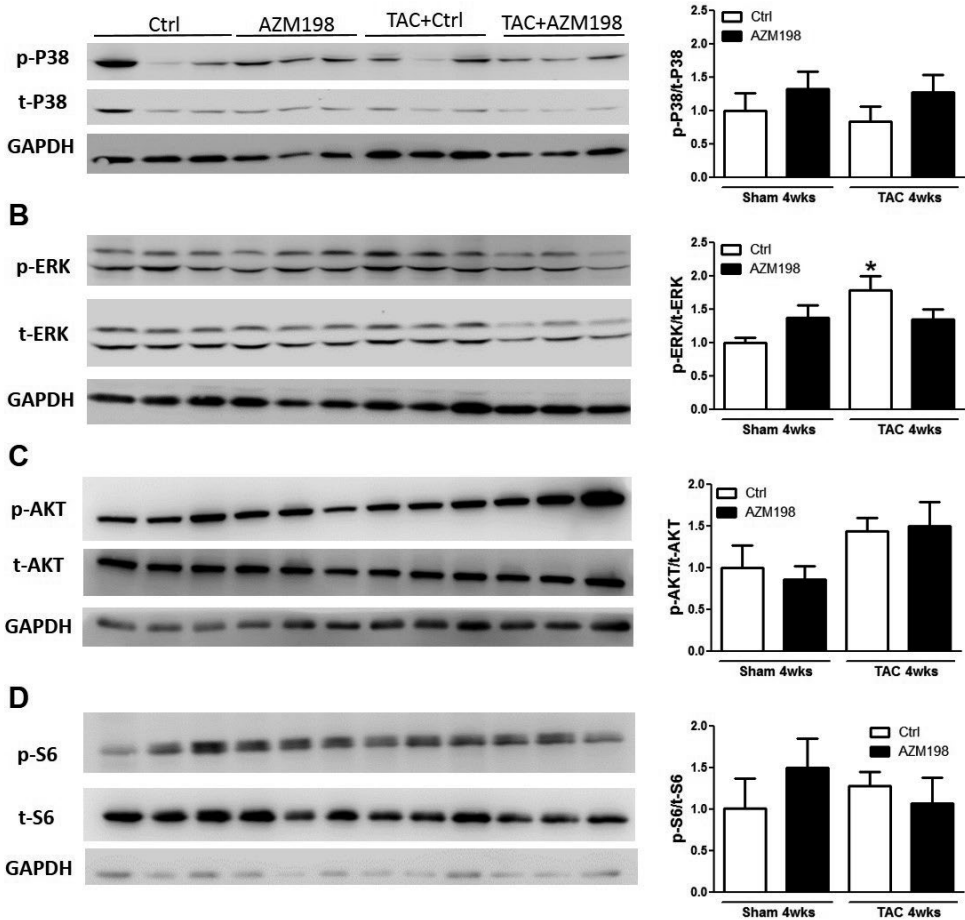 Ctrl AZM198 TAC+Ctrl TAC+AZM198
p-P38
t-P38
GAPDH
Ctrl
AZM198
p-P38/t-P38
2.5
2.0
1.5
1.0
0.5
0.0
Sham 4wks TAC 4wks
B
p-ERK
t-ERK
GAPDH
Ctrl
AZM198
*
p-ERK/t-ERK
2.5
2.0
1.5
1.0
0.5
0.0
Sham 4wks TAC 4wks
C
p-AKT
t-AKT
GAPDH
Ctrl
AZM198
p-AKT/t-AKT
2.0
1.5
1.0
0.5
0.0
Sham 4wks TAC 4wks
D
p-S6
t-S6
GAPDH
Ctrl
AZM198
p-S6/t-S6
2.0
1.5
1.0
0.5
0.0
Sham 4wks TAC 4wks